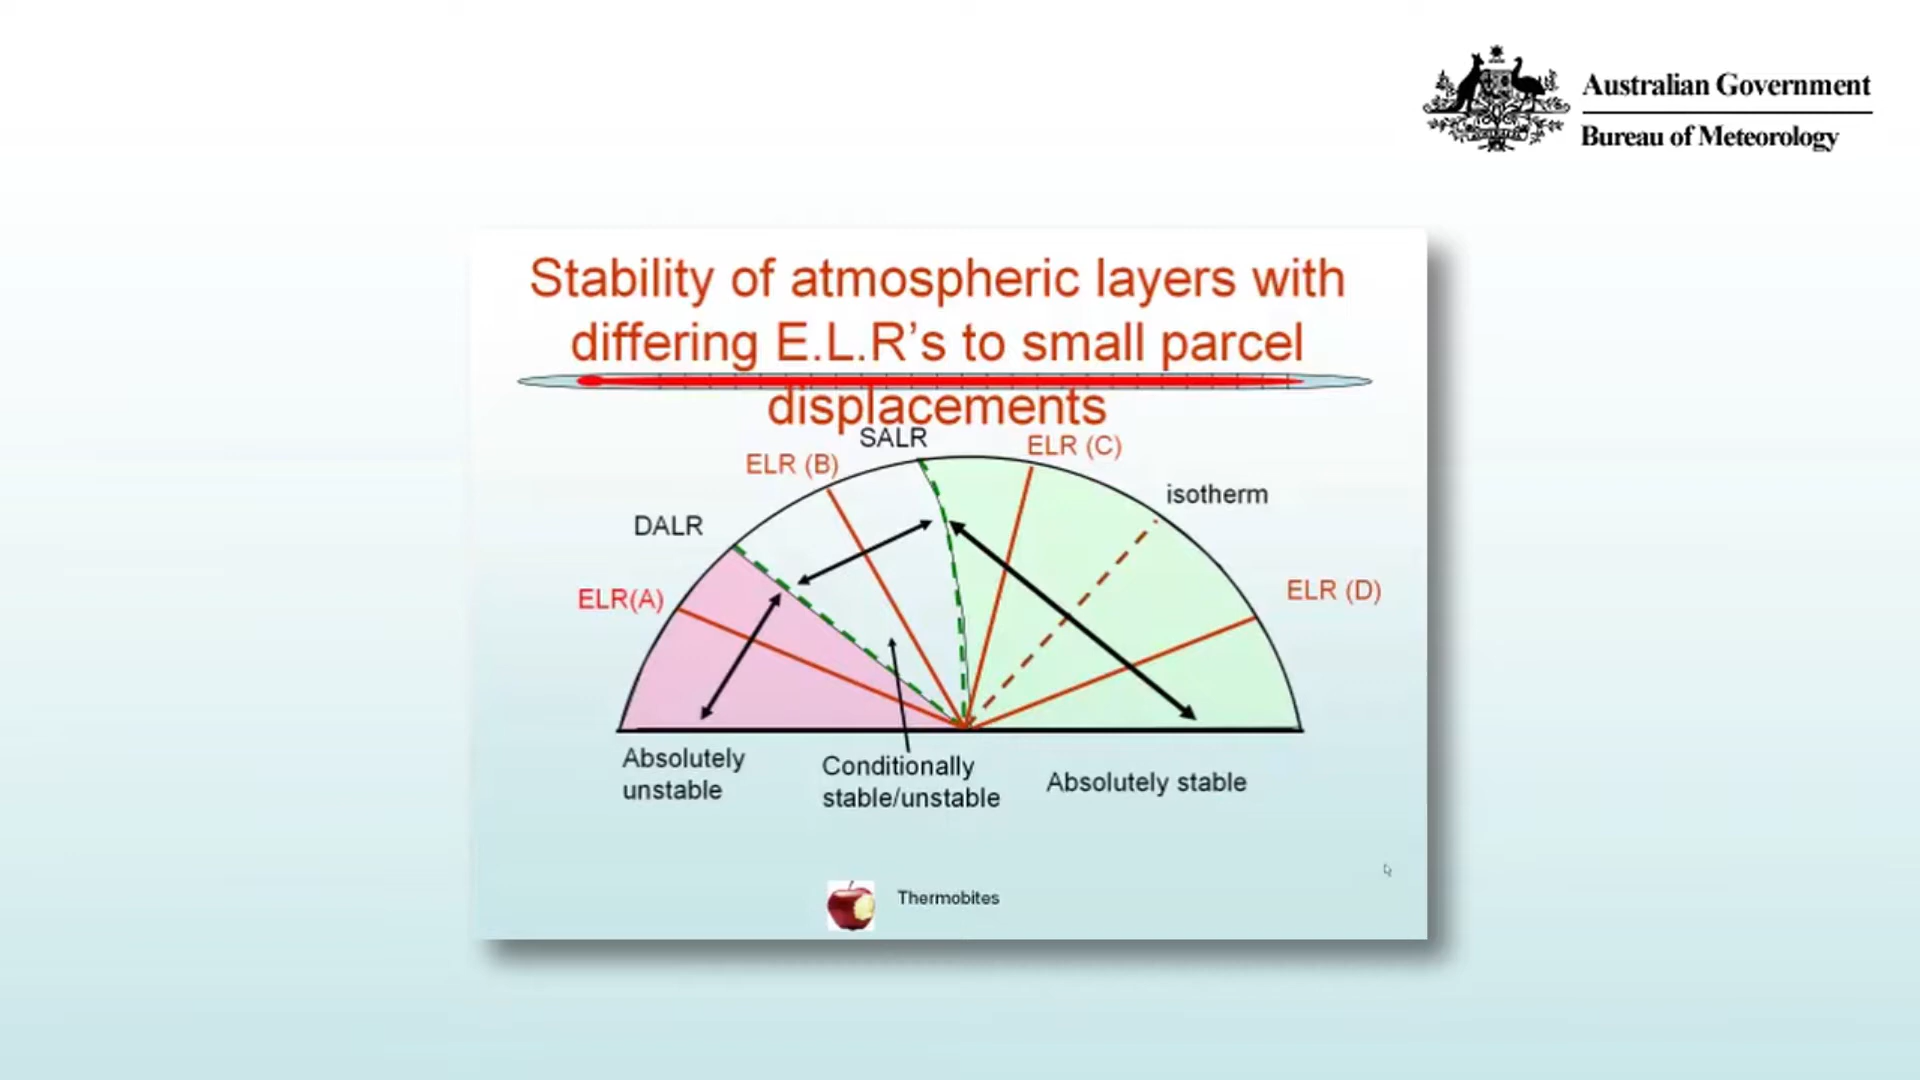 Australian Government
Bureau of Meteorology
Stability of atmospheric layers with
differing E.L.R’s to small parcel
displacements
SALR
ELR (C)
ELR (B)
isotherm
DALR
ELR (D)
ELR(A)
Absolutely
unstable
Conditionally
stable/unstable
Absolutely stable
Thermobites